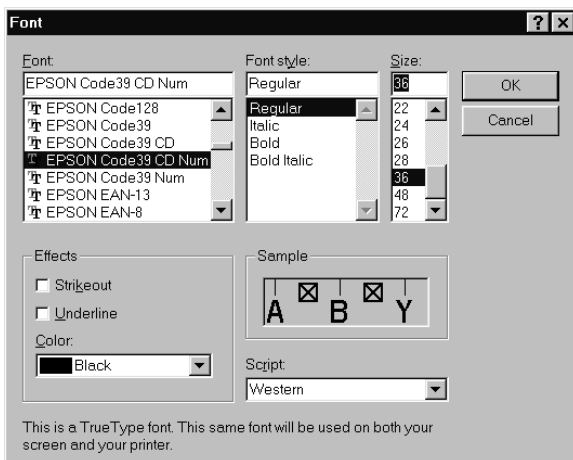 Font
Font:
EPSON Code39 CD Num
EPSON Code128
EPSON Code39
EPSON Code39 CD
EPSON Code39 CD Num
EPSON Code39 Num
EPSON EAN-13
EPSON EAN-8
Font style:
Regular
Regular
Italic
Bold
Bold Italic
Size:
36
22
24
26
28
36
48
72
OK
Cancel
Effects
Strikeout
Underline
Color:
Black
Sample
A B Y
Script:
Western
This is a TrueType font. This same font will be used on both your
screen and your printer.